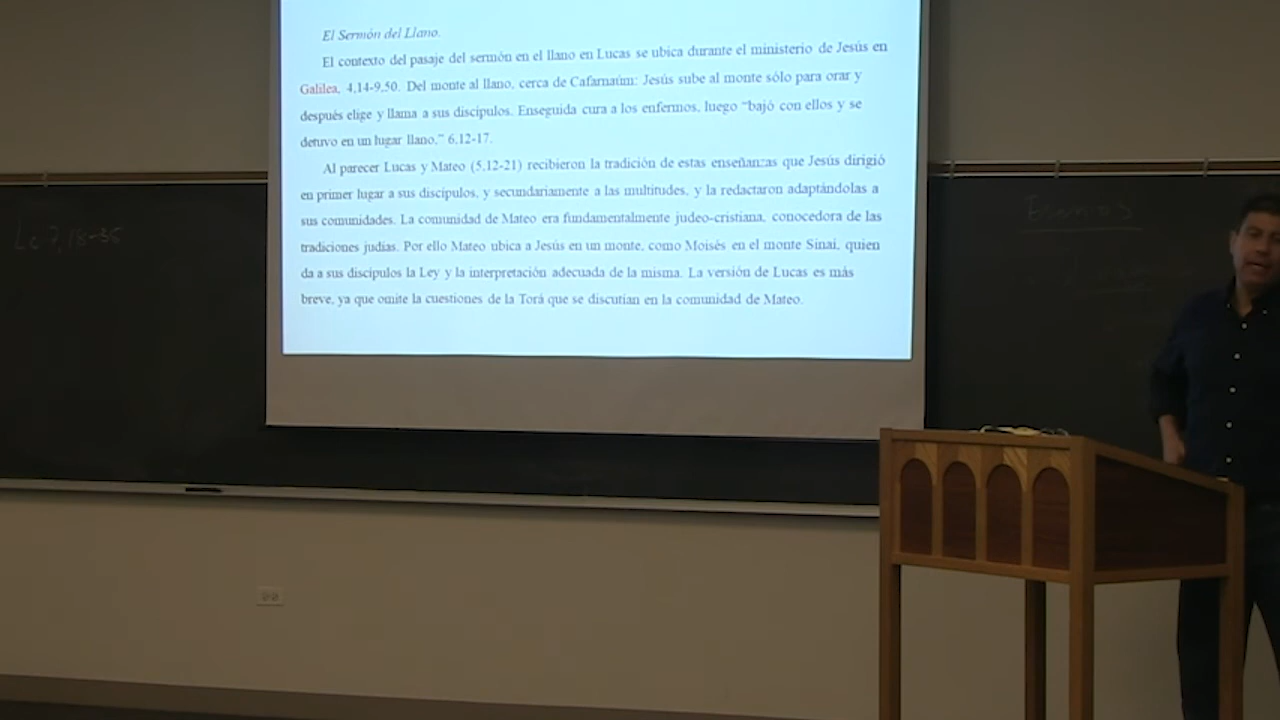 El Sermón del Llano.
El contexto del pasaje del sermón en el llano en Lucas se ubica durante el ministerio de Jesús en
Galilea, 4,14-9,50. Del monte al llano, cerca de Cafarnaúm: Jesús sube al monte sólo para orar y
después elige y llama a sus discípulos. Enseguida cura a los enfermos, luego “bajó con ellos y se
detuvo en un lugar llano,” 6,12-17.
Al parecer Lucas y Mateo (5,12-21) recibieron la tradición de estas enseñanzas que Jesús dirigió
en primer lugar a sus discípulos, y secundariamente a las multitudes, y la redactaron adaptándolas a
sus comunidades. La comunidad de Mateo era fundamentalmente judeo-cristiana, conocedora de las
tradiciones judías. Por ello Mateo ubica a Jesús en un monte, como Moisés en el monte Sinaí, quien
da a sus discípulos la Ley y la interpretación adecuada de la misma. La versión de Lucas es más
breve, ya que omite la cuestiones de la Torá que se discutían en la comunidad de Mateo.
Lc 7,18-35